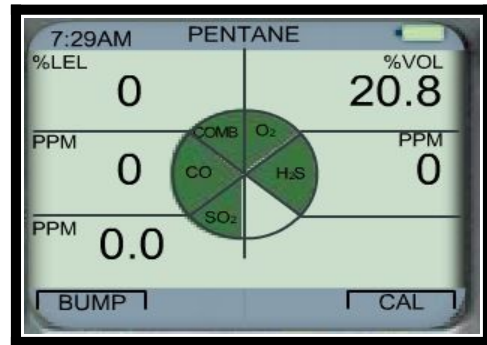 7:29AM PENTANE
%LEL %VOL
0 20.8
COMB O₂
PPM PPM
0 CO H₂S 0
SO₂
PPM 0.0
BUMP CAL